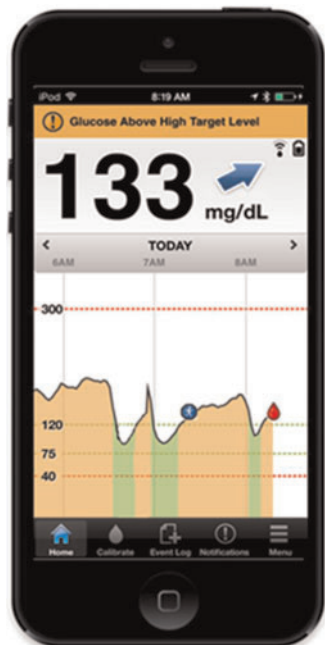 iPod 8:19 AM
Glucose Above High Target Level
133 mg/dL
TODAY
6AM 7AM 8AM
300
120
75
40
Home Calibrate Event Log Notifications Menu